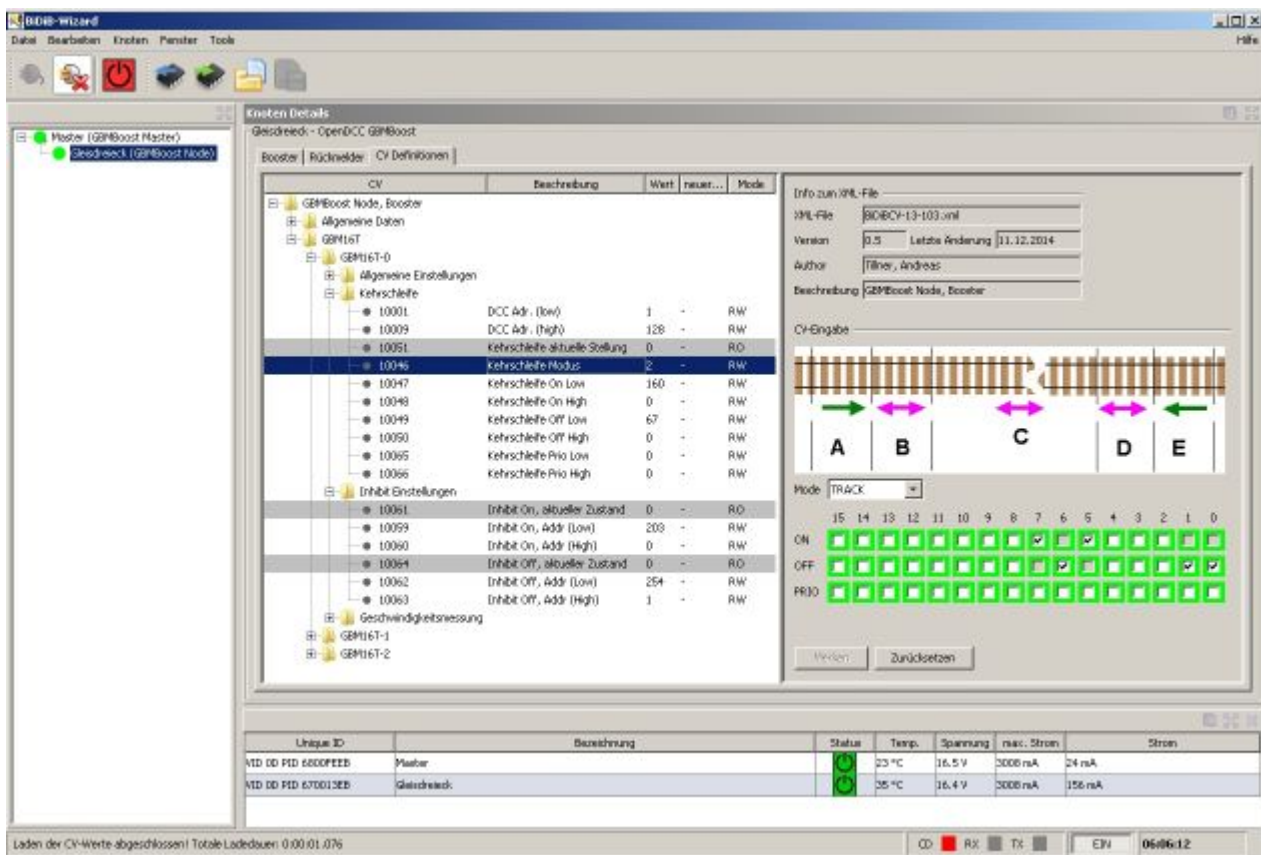 BiDiB-Wizard
Datei Bearbeiten Knoten Fenster Tools Hilfe
Knoten Details
Master (GBMBoost Master)
Gleisdreieck (GBMBoost Node)
Gleisdreieck - OpenDCC GBMBoost
Booster Rückmelder CV Definitionen
CV Beschreibung Wert neuer... Mode
GBMBoost Node, Booster
Allgemeine Daten
GBM16T
GBM16T-0
Allgemeine Einstellungen
Kehrschleife
10001 DCC Adr. (low) 1 - RW
10009 DCC Adr. (high) 128 - RW
10051 Kehrschleife aktuelle Stellung 0 - RO
10046 Kehrschleife Modus 2 - RW
10047 Kehrschleife On Low 160 - RW
10048 Kehrschleife On High 0 - RW
10049 Kehrschleife Off Low 67 - RW
10050 Kehrschleife Off High 0 - RW
10065 Kehrschleife Prio Low 0 - RW
10066 Kehrschleife Prio High 0 - RW
Inhibit Einstellungen
10061 Inhibit On, aktueller Zustand 0 - RO
10059 Inhibit On, Addr (Low) 203 - RW
10060 Inhibit On, Addr (High) 0 - RW
10064 Inhibit Off, aktueller Zustand 0 - RO
10062 Inhibit Off, Addr (Low) 254 - RW
10063 Inhibit Off, Addr (High) 1 - RW
Geschwindigkeitsmessung
GBM16T-1
GBM16T-2
Info zum XML-File
XML-File BiDiBCV-13-103.xml
Version 0.5 Letzte Änderung 11.12.2014
Author Tillner, Andreas
Beschreibung GBMBoost Node, Booster
CV-Eingabe
A B C D E
Mode TRACK
15 14 13 12 11 10 9 8 7 6 5 4 3 2 1 0
ON
OFF
PRIO
Merken Zurücksetzen
Unique ID Bezeichnung Status Temp. Spannung max. Strom Strom
VID 0D PID 6800FEEB Master 23 °C 16.5 V 3008 mA 24 mA
VID 0D PID 670013EB Gleisdreieck 35 °C 16.4 V 3008 mA 156 mA
Laden der CV-Werte abgeschlossen! Totale Ladedauer: 0:00:01.076 CD RX TX EIN 06:06:12